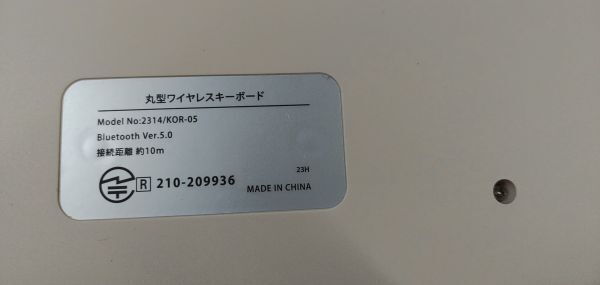 丸型ワイヤレスキーボード
Model No:2314/KOR-05
Bluetooth Ver.5.0
接続距離 約10m
23H
R 210-209936
MADE IN CHINA